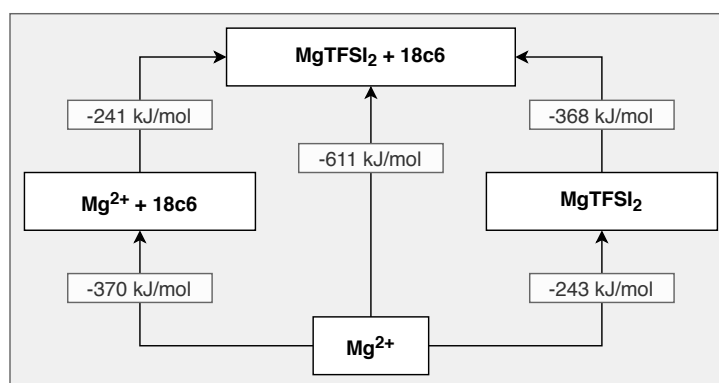 MgTFSI₂ + 18c6
-241 kJ/mol
-368 kJ/mol
-611 kJ/mol
Mg²⁺ + 18c6
MgTFSI₂
-370 kJ/mol
-243 kJ/mol
Mg²⁺